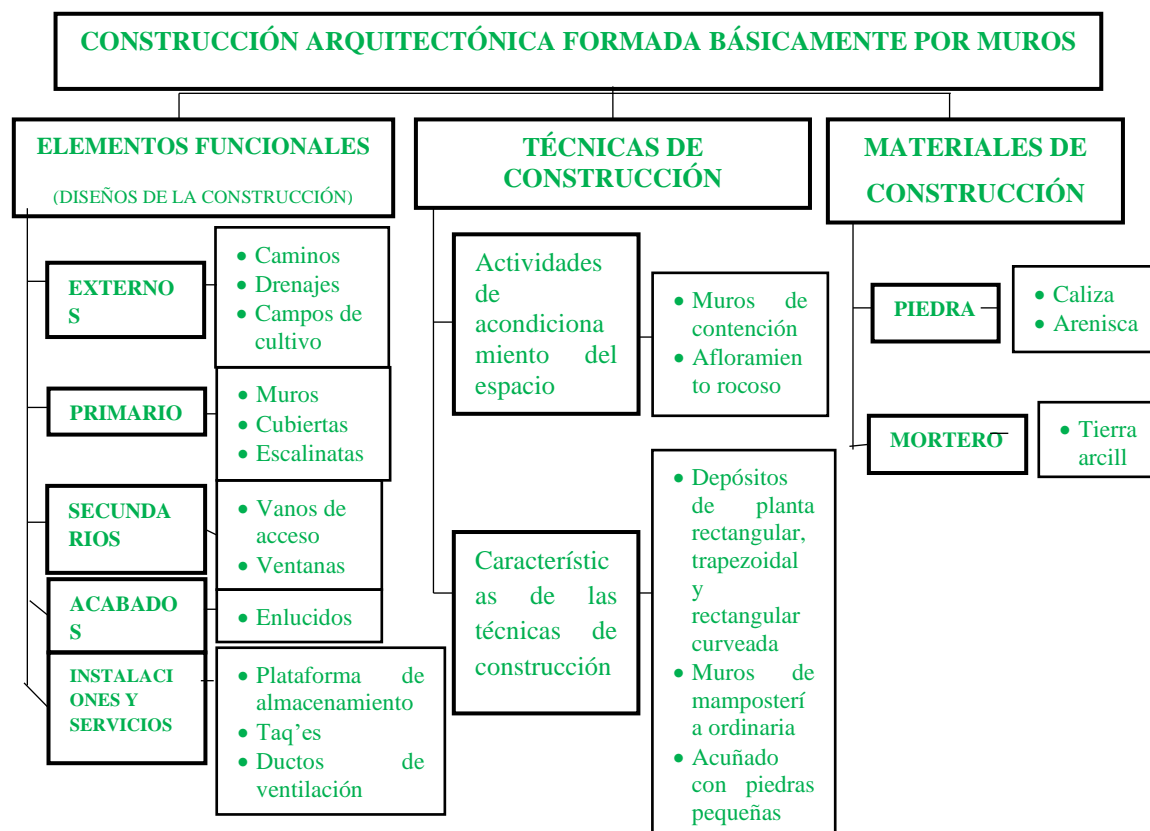 CONSTRUCCIÓN ARQUITECTÓNICA FORMADA BÁSICAMENTE POR MUROS
ELEMENTOS FUNCIONALES
(DISEÑOS DE LA CONSTRUCCIÓN)
EXTERNO
S
• Caminos
• Drenajes
• Campos de
cultivo
PRIMARIO
• Muros
• Cubiertas
• Escalinatas
SECUNDA
RIOS
• Vanos de
acceso
• Ventanas
ACABADO
S
• Enlucidos
INSTALACI
ONES Y
SERVICIOS
• Plataforma de
almacenamiento
• Taq’es
• Ductos de
ventilación
TÉCNICAS DE
CONSTRUCCIÓN
Actividades
de
acondiciona
miento del
espacio
• Muros de
contención
• Afloramien
to rocoso
Característic
as de las
técnicas de
construcción
• Depósitos
de planta
rectangular,
trapezoidal
y
rectangular
curveada
• Muros de
mamposterí
a ordinaria
• Acuñado
con piedras
pequeñas
MATERIALES DE
CONSTRUCCIÓN
PIEDRA
• Caliza
• Arenisca
MORTERO
• Tierra
arcill